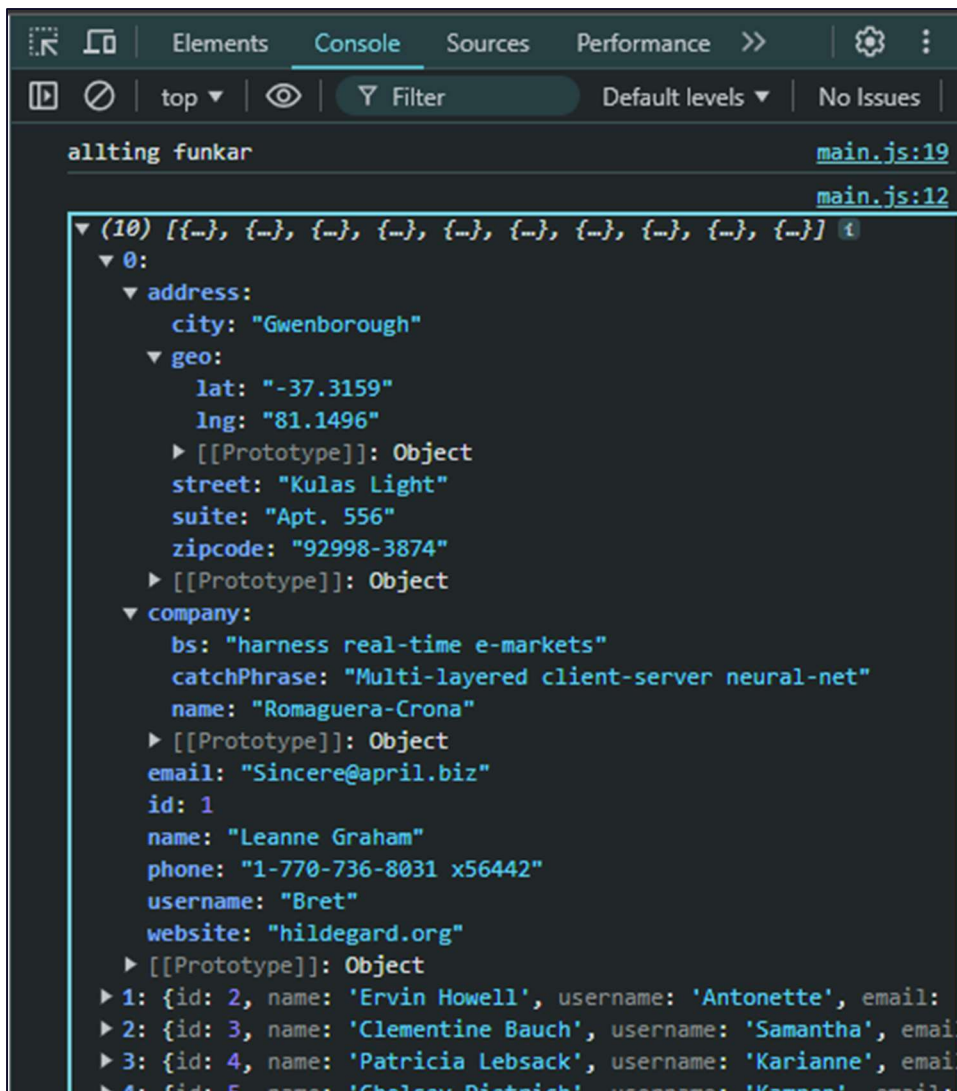 Elements Console Sources Performance >>
top ▼ Filter Default levels ▼ No Issues
allting funkar main.js:19
main.js:12
▼ (10) [{…}, {…}, {…}, {…}, {…}, {…}, {…}, {…}, {…}, {…}] i
▼ 0:
▼ address:
city: "Gwenborough"
▼ geo:
lat: "-37.3159"
lng: "81.1496"
▶ [[Prototype]]: Object
street: "Kulas Light"
suite: "Apt. 556"
zipcode: "92998-3874"
▶ [[Prototype]]: Object
▼ company:
bs: "harness real-time e-markets"
catchPhrase: "Multi-layered client-server neural-net"
name: "Romaguera-Crona"
▶ [[Prototype]]: Object
email: "Sincere@april.biz"
id: 1
name: "Leanne Graham"
phone: "1-770-736-8031 x56442"
username: "Bret"
website: "hildegard.org"
▶ [[Prototype]]: Object
▶ 1: {id: 2, name: 'Ervin Howell', username: 'Antonette', email:
▶ 2: {id: 3, name: 'Clementine Bauch', username: 'Samantha', emai
▶ 3: {id: 4, name: 'Patricia Lebsack', username: 'Karianne', emai